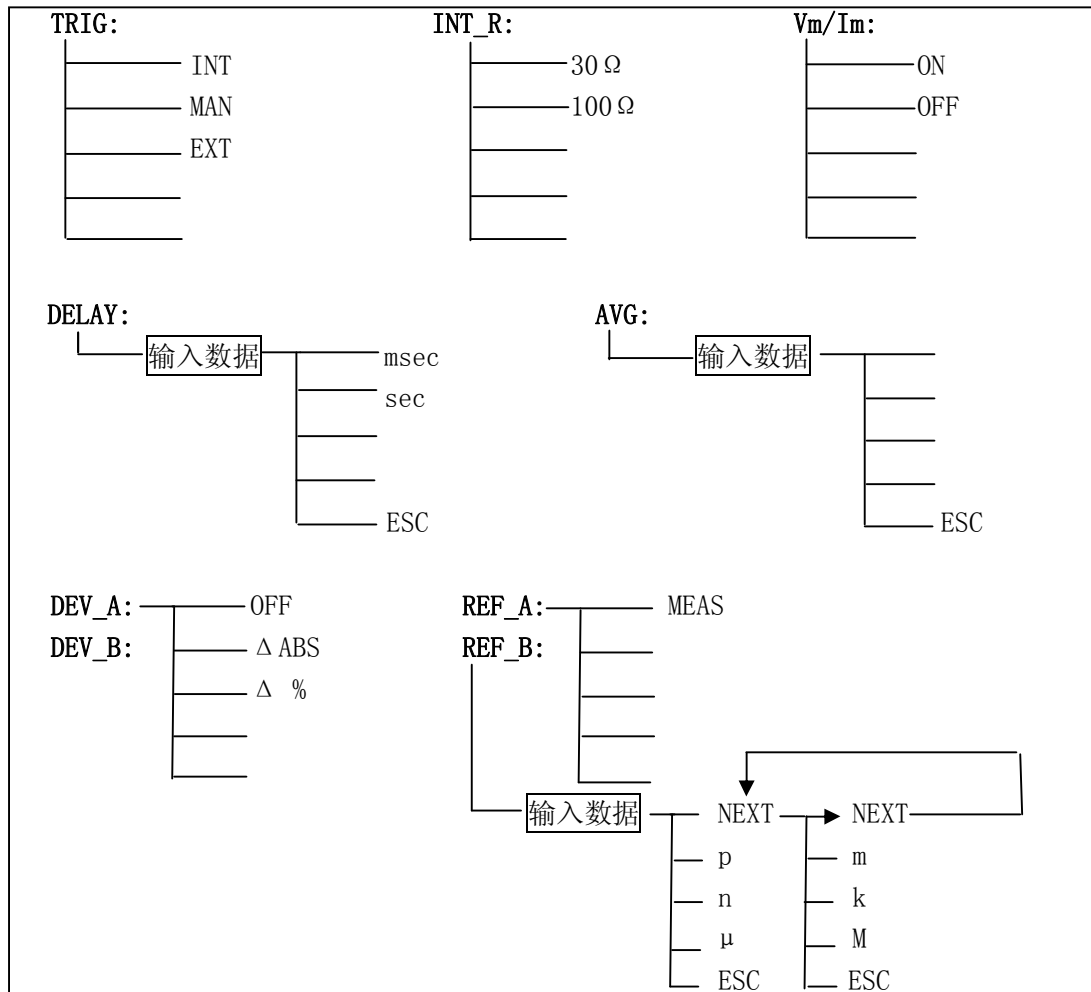 TRIG:
INT
MAN
EXT
INT_R:
30Ω
100Ω
Vm/Im:
ON
OFF
DELAY:
输入数据
msec
sec
ESC
AVG:
输入数据
ESC
DEV_A:
DEV_B:
OFF
Δ ABS
Δ %
REF_A:
MEAS
REF_B:
输入数据
NEXT
p
n
μ
ESC
NEXT
m
k
M
ESC